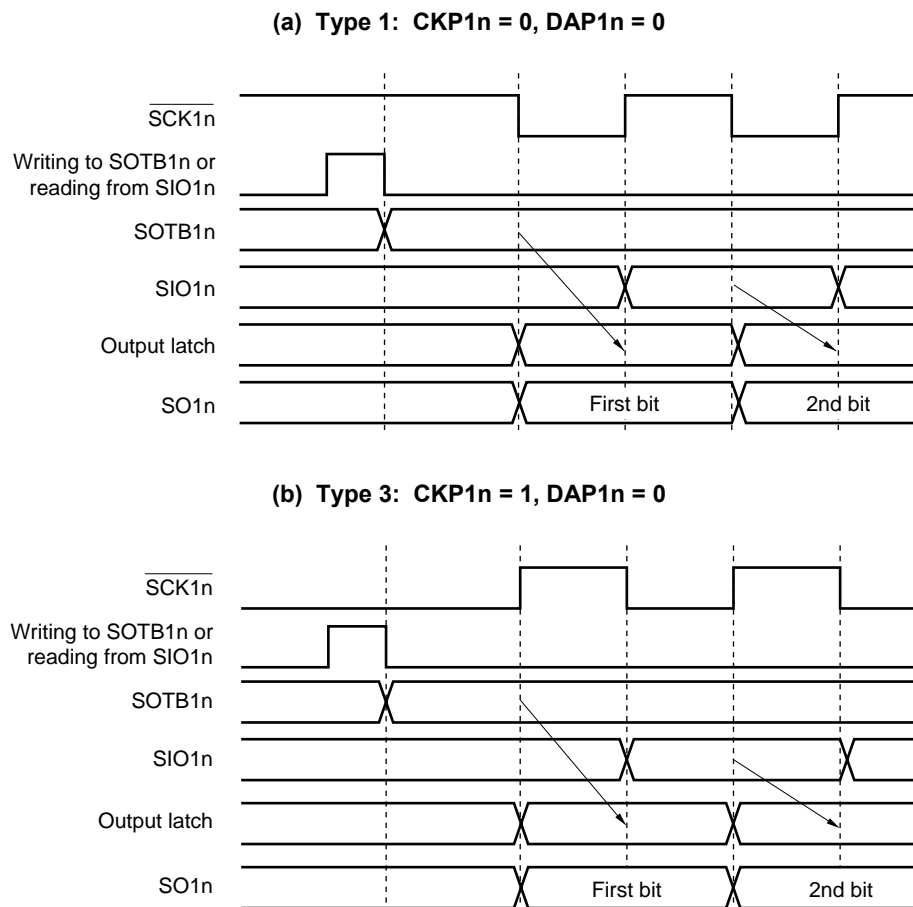 (a) Type 1: CKP1n = 0, DAP1n = 0
SCK1n
Writing to SOTB1n or
reading from SIO1n
SOTB1n
SIO1n
Output latch
SO1n
First bit
2nd bit
(b) Type 3: CKP1n = 1, DAP1n = 0
SCK1n
Writing to SOTB1n or
reading from SIO1n
SOTB1n
SIO1n
Output latch
SO1n
First bit
2nd bit